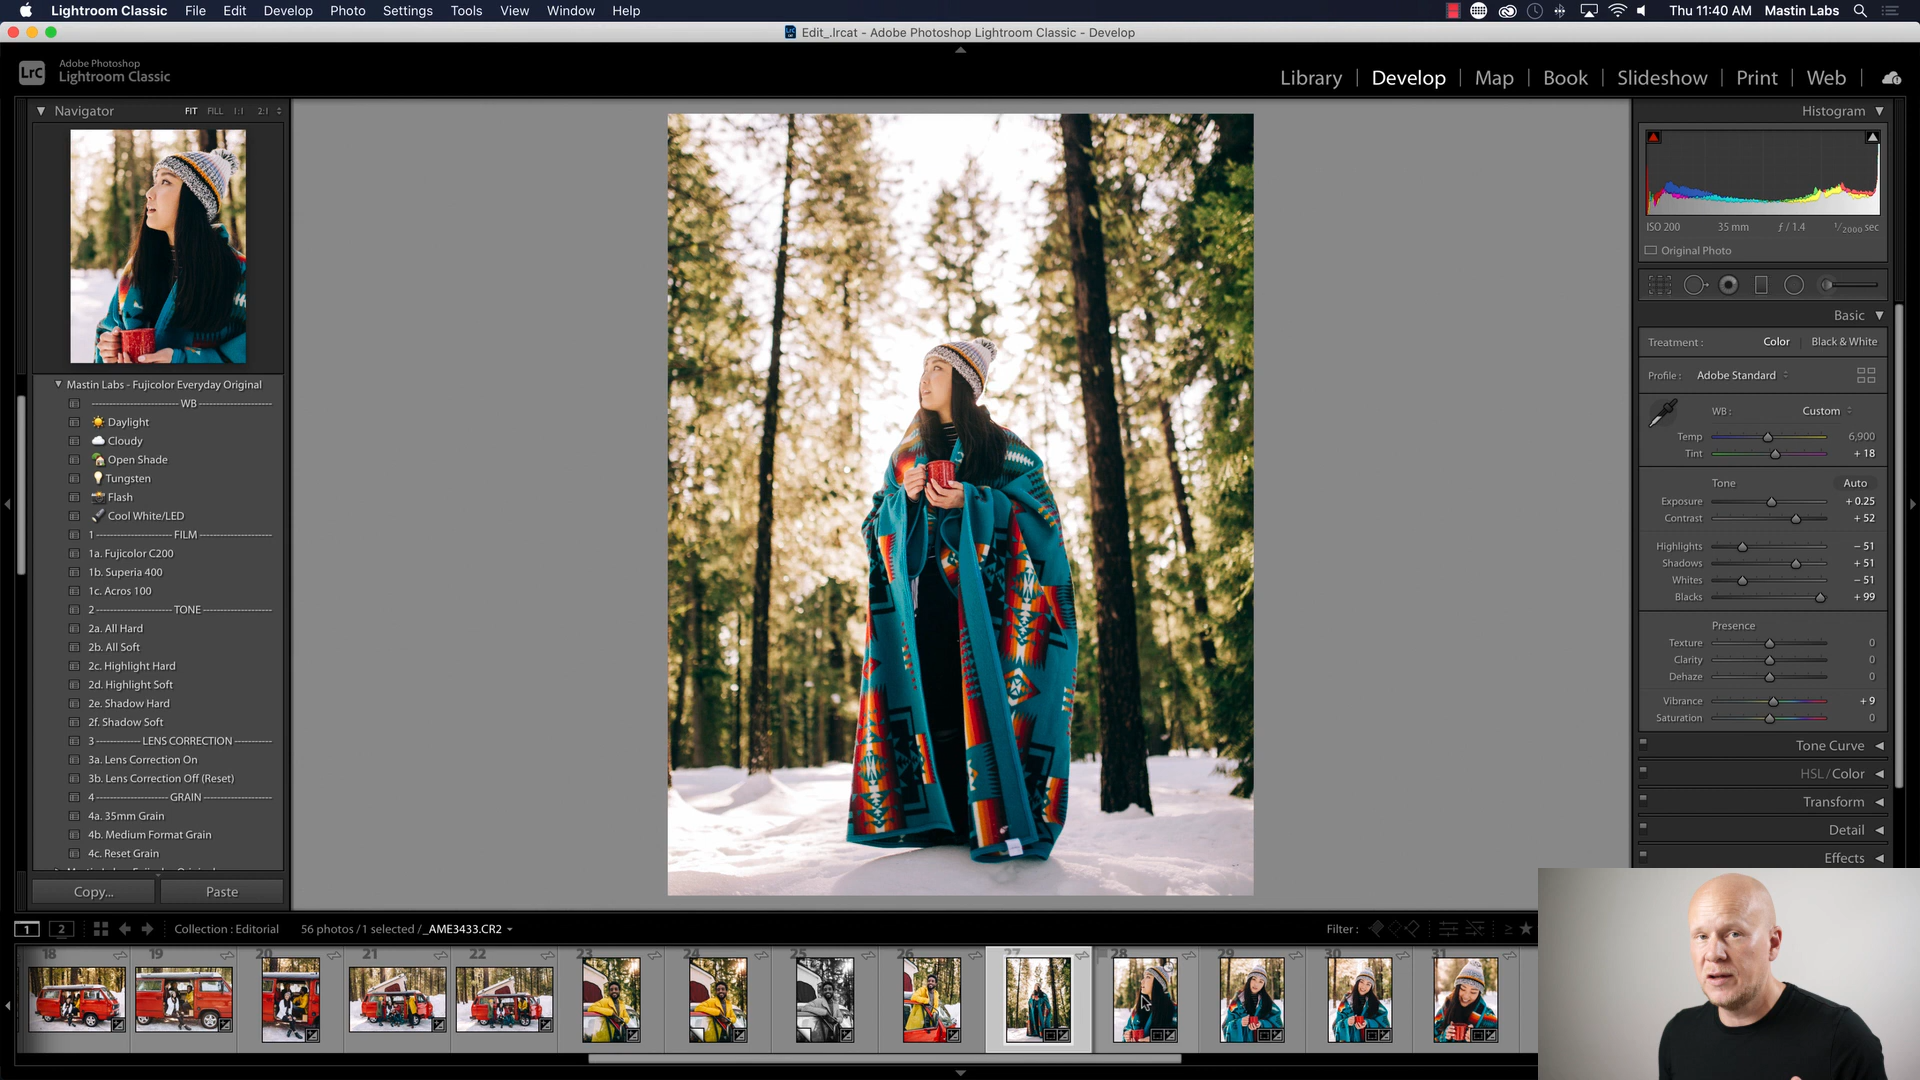 Lightroom Classic File Edit Develop Photo Settings Tools View Window Help
Thu 11:40 AM Mastin Labs
Edit_.lrcat - Adobe Photoshop Lightroom Classic - Develop
LrC
Adobe Photoshop
Lightroom Classic
Library | Develop | Map | Book | Slideshow | Print | Web
Navigator FIT FILL 1:1 2:1
Mastin Labs - Fujicolor Everyday Original
WB
Daylight
Cloudy
Open Shade
Tungsten
Flash
Cool White/LED
1 FILM
1a. Fujicolor C200
1b. Superia 400
1c. Acros 100
2 TONE
2a. All Hard
2b. All Soft
2c. Highlight Hard
2d. Highlight Soft
2e. Shadow Hard
2f. Shadow Soft
3 LENS CORRECTION
3a. Lens Correction On
3b. Lens Correction Off (Reset)
4 GRAIN
4a. 35mm Grain
4b. Medium Format Grain
4c. Reset Grain
Copy... Paste
Histogram
ISO 200 35 mm ƒ / 1.4 1/2000 sec
Original Photo
Basic
Treatment : Color | Black & White
Profile : Adobe Standard
WB : Custom
Temp 6,900
Tint + 18
Tone Auto
Exposure + 0.25
Contrast + 52
Highlights – 51
Shadows + 51
Whites – 51
Blacks + 99
Presence
Texture 0
Clarity 0
Dehaze 0
Vibrance + 9
Saturation 0
Tone Curve
HSL / Color
Transform
Detail
Effects
1 2 Collection : Editorial 56 photos / 1 selected / _AME3433.CR2 Filter : ≥ ★
18 19 20 21 22 23 24 25 26 27 28 29 30 31